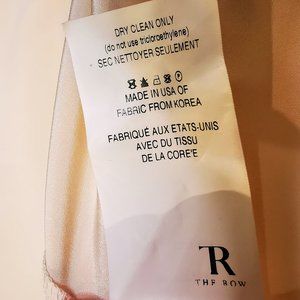 DRY CLEAN ONLY
(do not use tricloroethylene)
SEC NETTOYER SEULEMENT
MADE IN USA OF
FABRIC FROM KOREA
FABRIQUÉ AUX ETATS-UNIS
AVEC DU TISSU
DE LA CORE'E
TR
THE ROW